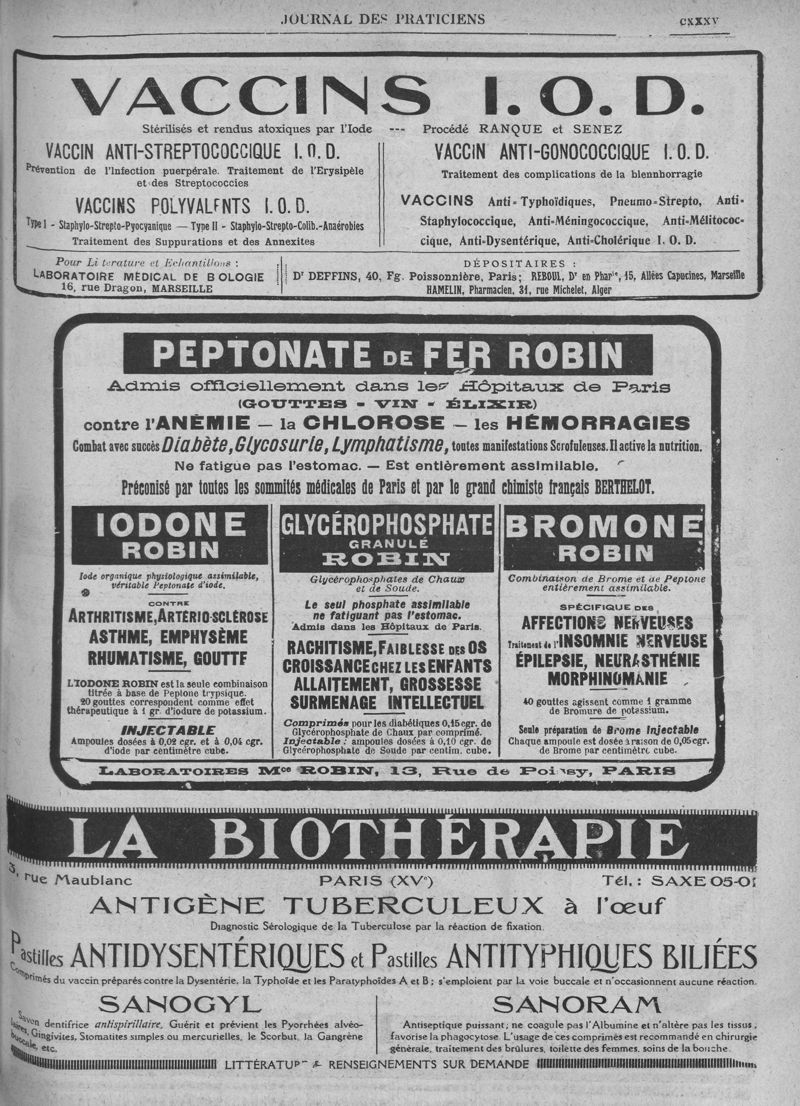 JOURNAL DES PRATICIENS
CXXXV
VACCINS I. O. D.
Stérilisés et rendus atoxiques par l'Iode --- Procédé RANQUE et SENEZ
VACCIN ANTI-STREPTOCOCCIQUE I. O. D.
Prévention de l'Infection puerpérale. Traitement de l'Erysipèle
et des Streptococcies
VACCINS POLYVALENTS I. O. D.
Type I - Staphylo-Strepto-Pyocyanique — Type II - Staphylo-Strepto-Colib.-Anaérobies
Traitement des Suppurations et des Annexites
VACCIN ANTI-GONOCOCCIQUE I. O. D.
Traitement des complications de la blennhorragie
VACCINS Anti-Typhoïdiques, Pneumo-Strepto, Anti-
Staphylococcique, Anti-Méningococcique, Anti-Mélitococ-
cique, Anti-Dysentérique, Anti-Cholérique I. O. D.
Pour Literature et Echantillons :
LABORATOIRE MÉDICAL DE BIOLOGIE
16, rue Dragon, MARSEILLE
DÉPOSITAIRES :
Dr DEFFINS, 40, Fg. Poissonnière, Paris; REBOUL, Dr en Phar⁽ⁱᵉ⁾, 15, Allées Capucines, Marseille
HAMELIN, Pharmacien, 31, rue Michelet, Alger
PEPTONATE DE FER ROBIN
Admis officiellement dans les Hôpitaux de Paris
(GOUTTES - VIN - ÉLIXIR)
contre l'ANÉMIE — la CHLOROSE — les HÉMORRAGIES
Combat avec succès Diabète, Glycosurie, Lymphatisme, toutes manifestations Scrofuleuses. Il active la nutrition.
Ne fatigue pas l'estomac. — Est entièrement assimilable.
Préconisé par toutes les sommités médicales de Paris et par le grand chimiste français BERTHELOT.
IODONE
ROBIN
Iode organique physiologique assimilable,
véritable Peptonate d'iode.
CONTRE
ARTHRITISME, ARTÉRIO-SCLÉROSE
ASTHME, EMPHYSÈME
RHUMATISME, GOUTTE
L'IODONE ROBIN est la seule combinaison
titrée à base de Peptone trypsique.
20 gouttes correspondent comme effet
thérapeutique à 1 gr. d'iodure de potassium.
INJECTABLE
Ampoules dosées à 0,02 cgr. et à 0,04 cgr.
d'iode par centimètre cube.
GLYCÉROPHOSPHATE
GRANULÉ
ROBIN
Glycérophosphates de Chaux
et de Soude.
Le seul phosphate assimilable
ne fatiguant pas l'estomac.
Admis dans les Hôpitaux de Paris.
RACHITISME, FAIBLESSE DES OS
CROISSANCE CHEZ LES ENFANTS
ALLAITEMENT, GROSSESSE
SURMENAGE INTELLECTUEL
Comprimés pour les diabétiques 0,15 cgr. de
Glycérophosphate de Chaux par comprimé.
Injectable : ampoules dosées à 0,10 cgr. de
Glycérophosphate de Soude par centim. cube.
BROMONE
ROBIN
Combinaison de Brome et de Peptone
entièrement assimilable.
SPÉCIFIQUE DES
AFFECTIONS NERVEUSES
Traitement de l'INSOMNIE NERVEUSE
ÉPILEPSIE, NEURASTHÉNIE
MORPHINOMANIE
40 gouttes agissent comme 1 gramme
de Bromure de potassium.
Seule préparation de Brome Injectable
Chaque ampoule est dosée à raison de 0,05 cgr.
de Brome par centimètre cube.
LABORATOIRES Mce ROBIN, 13, Rue de Poissy, PARIS
LA BIOTHÉRAPIE
3, rue Maublanc PARIS (XVe) Tél. : SAXE 05-01
ANTIGÈNE TUBERCULEUX à l'œuf
Diagnostic Sérologique de la Tuberculose par la réaction de fixation.
Pastilles ANTIDYSENTÉRIQUES et Pastilles ANTITYPHIQUES BILIÉES
Comprimés du vaccin préparés contre la Dysentérie, la Typhoïde et les Paratyphoïdes A et B ; s'emploient par la voie buccale et n'occasionnent aucune réaction.
SANOGYL
Savon dentifrice antispirillaire, Guérit et prévient les Pyorrhées alvéo-
laires, Gingivites, Stomatites simples ou mercurielles, le Scorbut, la Gangrène
buccale, etc.
SANORAM
Antiseptique puissant; ne coagule pas l'Albumine et n'altère pas les tissus,
favorise la phagocytose. L'usage de ces comprimés est recommandé en chirurgie
générale, traitement des brûlures, toilette des femmes, soins de la bouche.
LITTÉRATURE & RENSEIGNEMENTS SUR DEMANDE